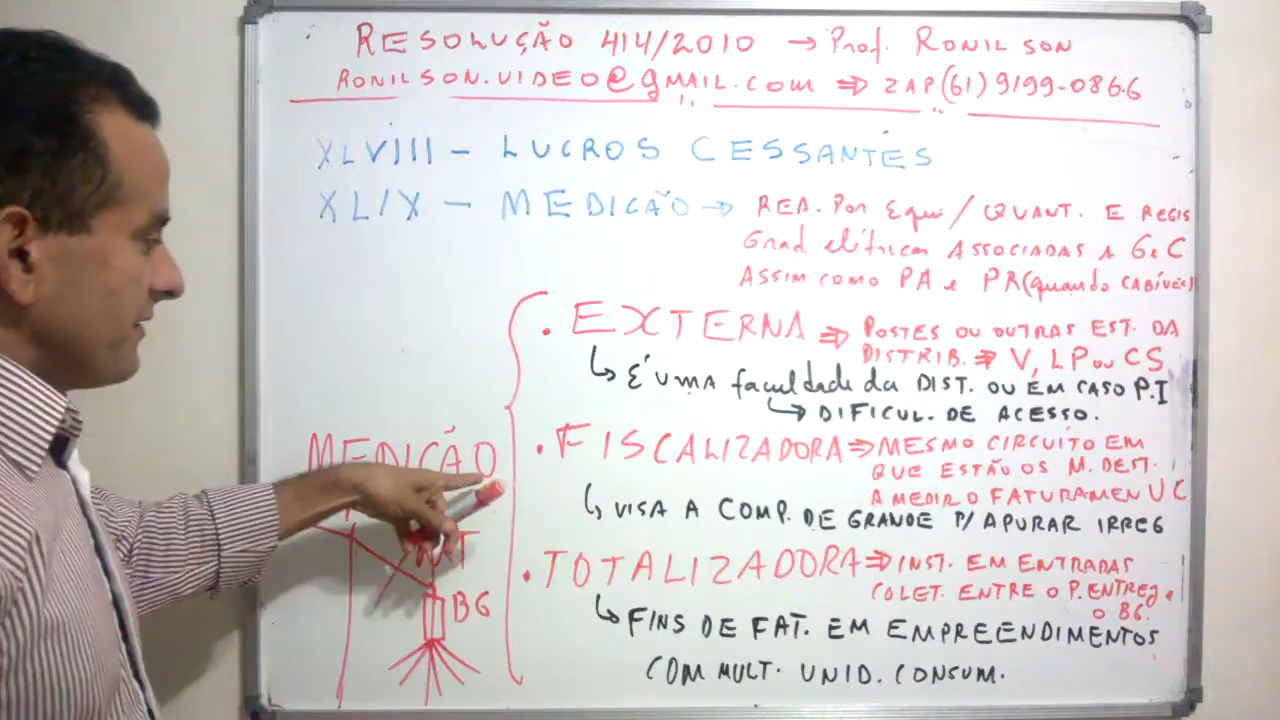 RESOLUÇÃO 414/2010 → Prof. RONILSON
RONILSON.VIDEO@gMAIL.COM ⇒ ZAP(61)9199-0866
XLVIII - LUCROS CESSANTES
XLIX - MEDIÇÃO → REA. Por Equi/QUANT. E REGIS
Grad elétricas ASSOCIADAS A G e C
ASSIM COMO PA e PR(quando CABÍVEL)
. EXTERNA ⇒ POSTES OU OUTRAS EST. DA
DISTRIB. ⇒ V, LP ou CS
↳ É UMA faculdade da DIST. OU EM CASO P.I
↳ DIFICUL. DE ACESSO.
MEDIÇÃO
. FISCALIZADORA ⇒ MESMO CIRCUITO EM
QUE ESTÃO OS M. DEST.
A MEDIR O FATURAMEN UC
↳ VISA A COMP. DE GRANDE P/ APURAR IRREG
. TOTALIZADORA ⇒ INST. EM ENTRADAS
COLET. ENTRE O P. ENTREg e
O BG.
BG
↳ FINS DE FAT. EM EMPREENDIMENTOS
COM MULT. UNID. CONSUM.